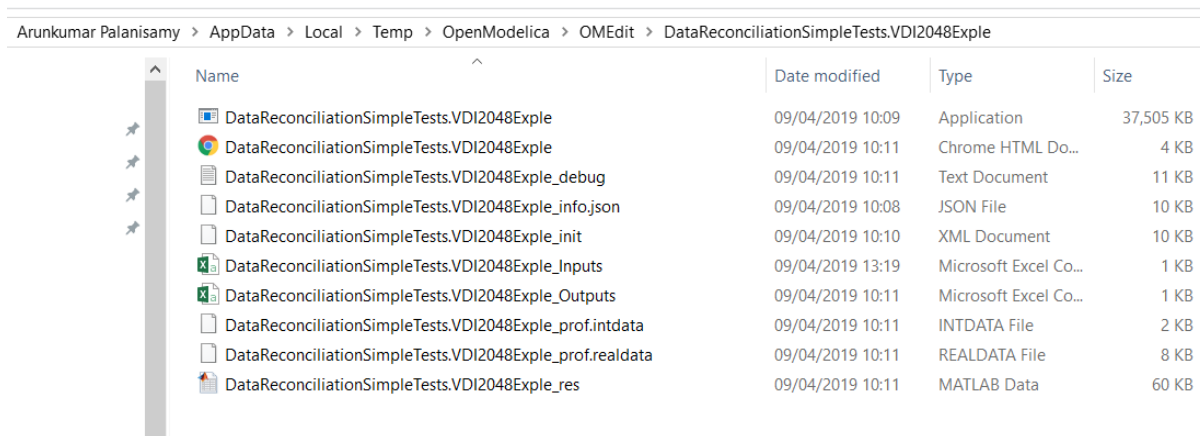 Arunkumar Palanisamy > AppData > Local > Temp > OpenModelica > OMEdit > DataReconciliationSimpleTests.VDI2048Exple
Name Date modified Type Size
DataReconciliationSimpleTests.VDI2048Exple 09/04/2019 10:09 Application 37,505 KB
DataReconciliationSimpleTests.VDI2048Exple 09/04/2019 10:11 Chrome HTML Do... 4 KB
DataReconciliationSimpleTests.VDI2048Exple_debug 09/04/2019 10:11 Text Document 11 KB
DataReconciliationSimpleTests.VDI2048Exple_info.json 09/04/2019 10:08 JSON File 10 KB
DataReconciliationSimpleTests.VDI2048Exple_init 09/04/2019 10:10 XML Document 10 KB
DataReconciliationSimpleTests.VDI2048Exple_Inputs 09/04/2019 13:19 Microsoft Excel Co... 1 KB
DataReconciliationSimpleTests.VDI2048Exple_Outputs 09/04/2019 10:11 Microsoft Excel Co... 1 KB
DataReconciliationSimpleTests.VDI2048Exple_prof.intdata 09/04/2019 10:11 INTDATA File 2 KB
DataReconciliationSimpleTests.VDI2048Exple_prof.realdata 09/04/2019 10:11 REALDATA File 8 KB
DataReconciliationSimpleTests.VDI2048Exple_res 09/04/2019 10:11 MATLAB Data 60 KB